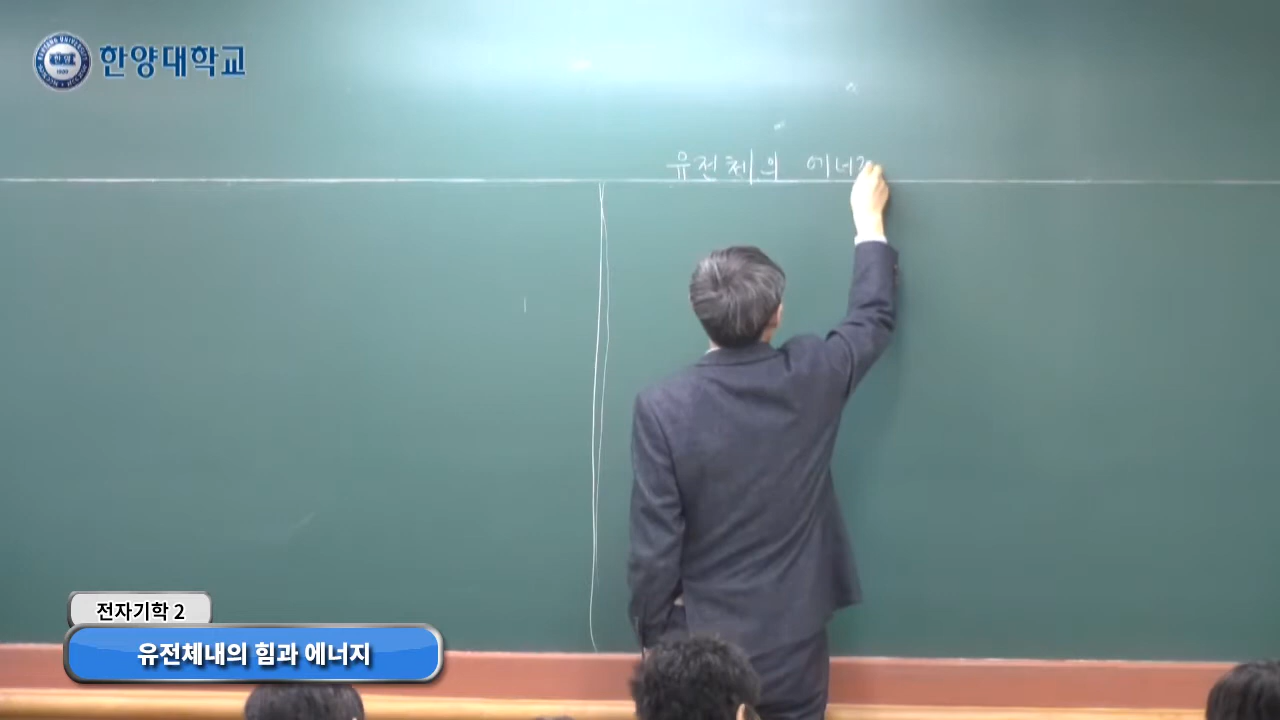 한양대학교
유전체의 에너
전자기학 2
유전체내의 힘과 에너지